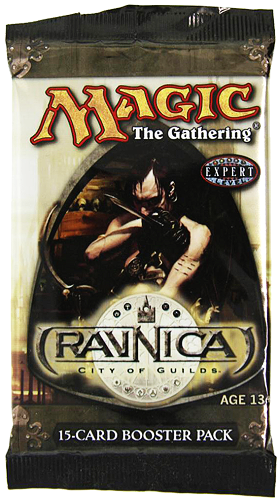 MAGIC
The Gathering®
EXPERT
LEVEL
RAVNICA
CITY OF GUILDS
AGE 13
15-CARD BOOSTER PACK